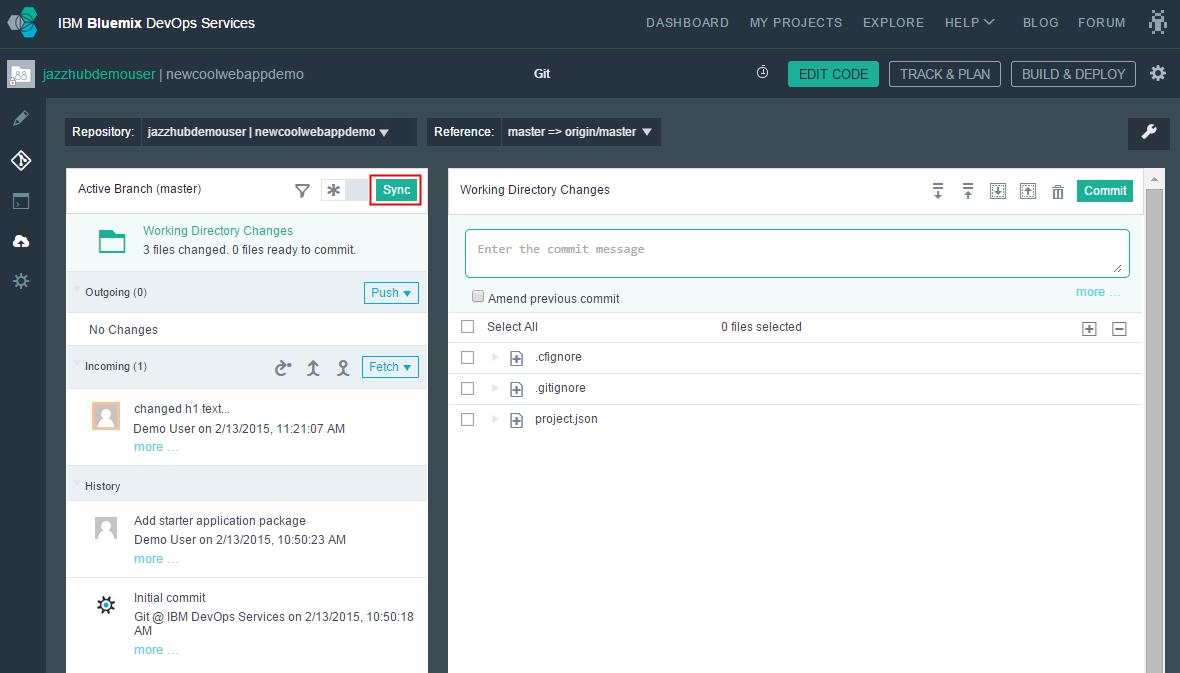 IBM Bluemix DevOps Services
DASHBOARD MY PROJECTS EXPLORE HELP BLOG FORUM
jazzhubdemouser | newcoolwebappdemo
Git
EDIT CODE TRACK & PLAN BUILD & DEPLOY
Repository: jazzhubdemouser | newcoolwebappdemo
Reference: master => origin/master
Active Branch (master)
Sync
Working Directory Changes
3 files changed. 0 files ready to commit.
Outgoing (0)
Push
No Changes
Incoming (1)
Fetch
changed h1 text...
Demo User on 2/13/2015, 11:21:07 AM
more ...
History
Add starter application package
Demo User on 2/13/2015, 10:50:23 AM
more ...
Initial commit
Git @ IBM DevOps Services on 2/13/2015, 10:50:18
AM
more ...
Working Directory Changes
Commit
Enter the commit message
Amend previous commit
more ...
Select All
0 files selected
.cfignore
.gitignore
project.json